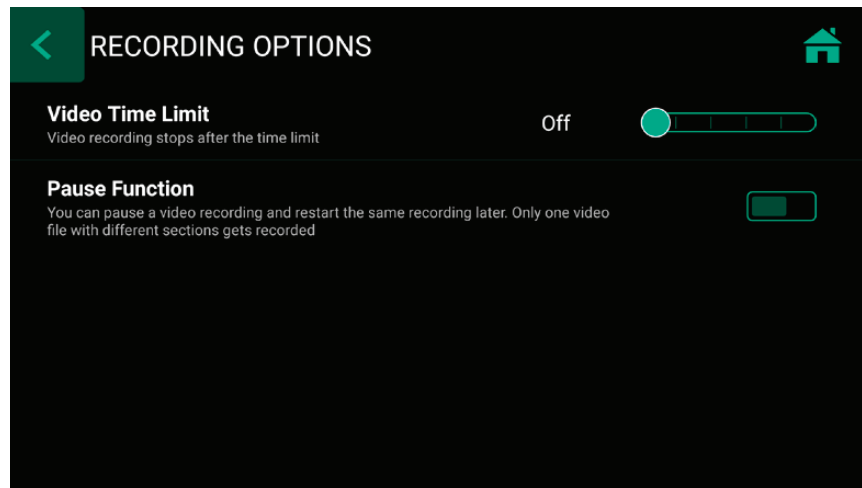 RECORDING OPTIONS
Video Time Limit
Video recording stops after the time limit
Off
Pause Function
You can pause a video recording and restart the same recording later. Only one video
file with different sections gets recorded